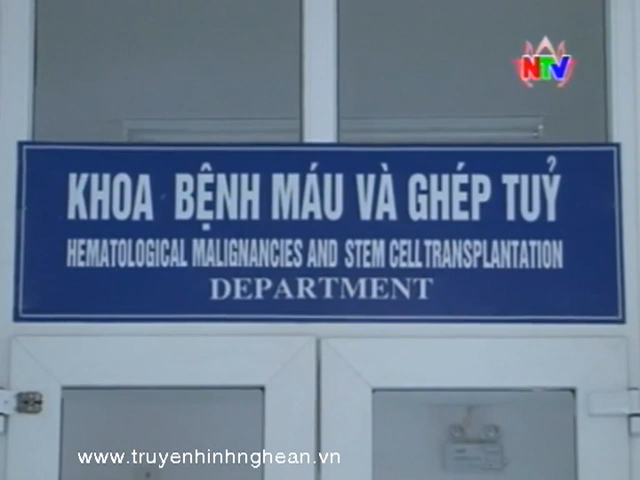 NTV
KHOA BỆNH MÁU VÀ GHÉP TUỶ
HEMATOLOGICAL MALIGNANCIES AND STEM CELL TRANSPLANTATION
DEPARTMENT
www.truyenhinhnghean.vn